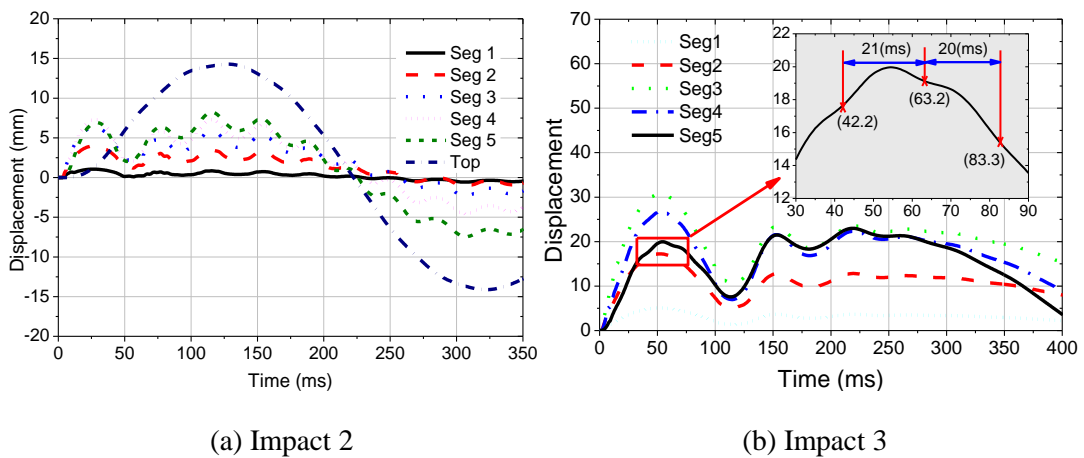 20
15
10
5
0
-5
-10
-15
-20
Displacement (mm)
0 50 100 150 200 250 300 350
Time (ms)
Seg 1
Seg 2
Seg 3
Seg 4
Seg 5
Top
(a) Impact 2
70
60
50
40
30
20
10
0
Displacement
0 50 100 150 200 250 300 350 400
Time (ms)
Seg1
Seg2
Seg3
Seg4
Seg5
22
20
18
16
14
12
30 40 50 60 70 80 90
21(ms) 20(ms)
(42.2)
(63.2)
(83.3)
(b) Impact 3